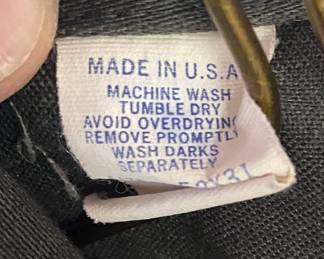 MADE IN U.S.A
MACHINE WASH
TUMBLE DRY
AVOID OVERDRYING
REMOVE PROMPTLY
WASH DARKS
SEPARATELY